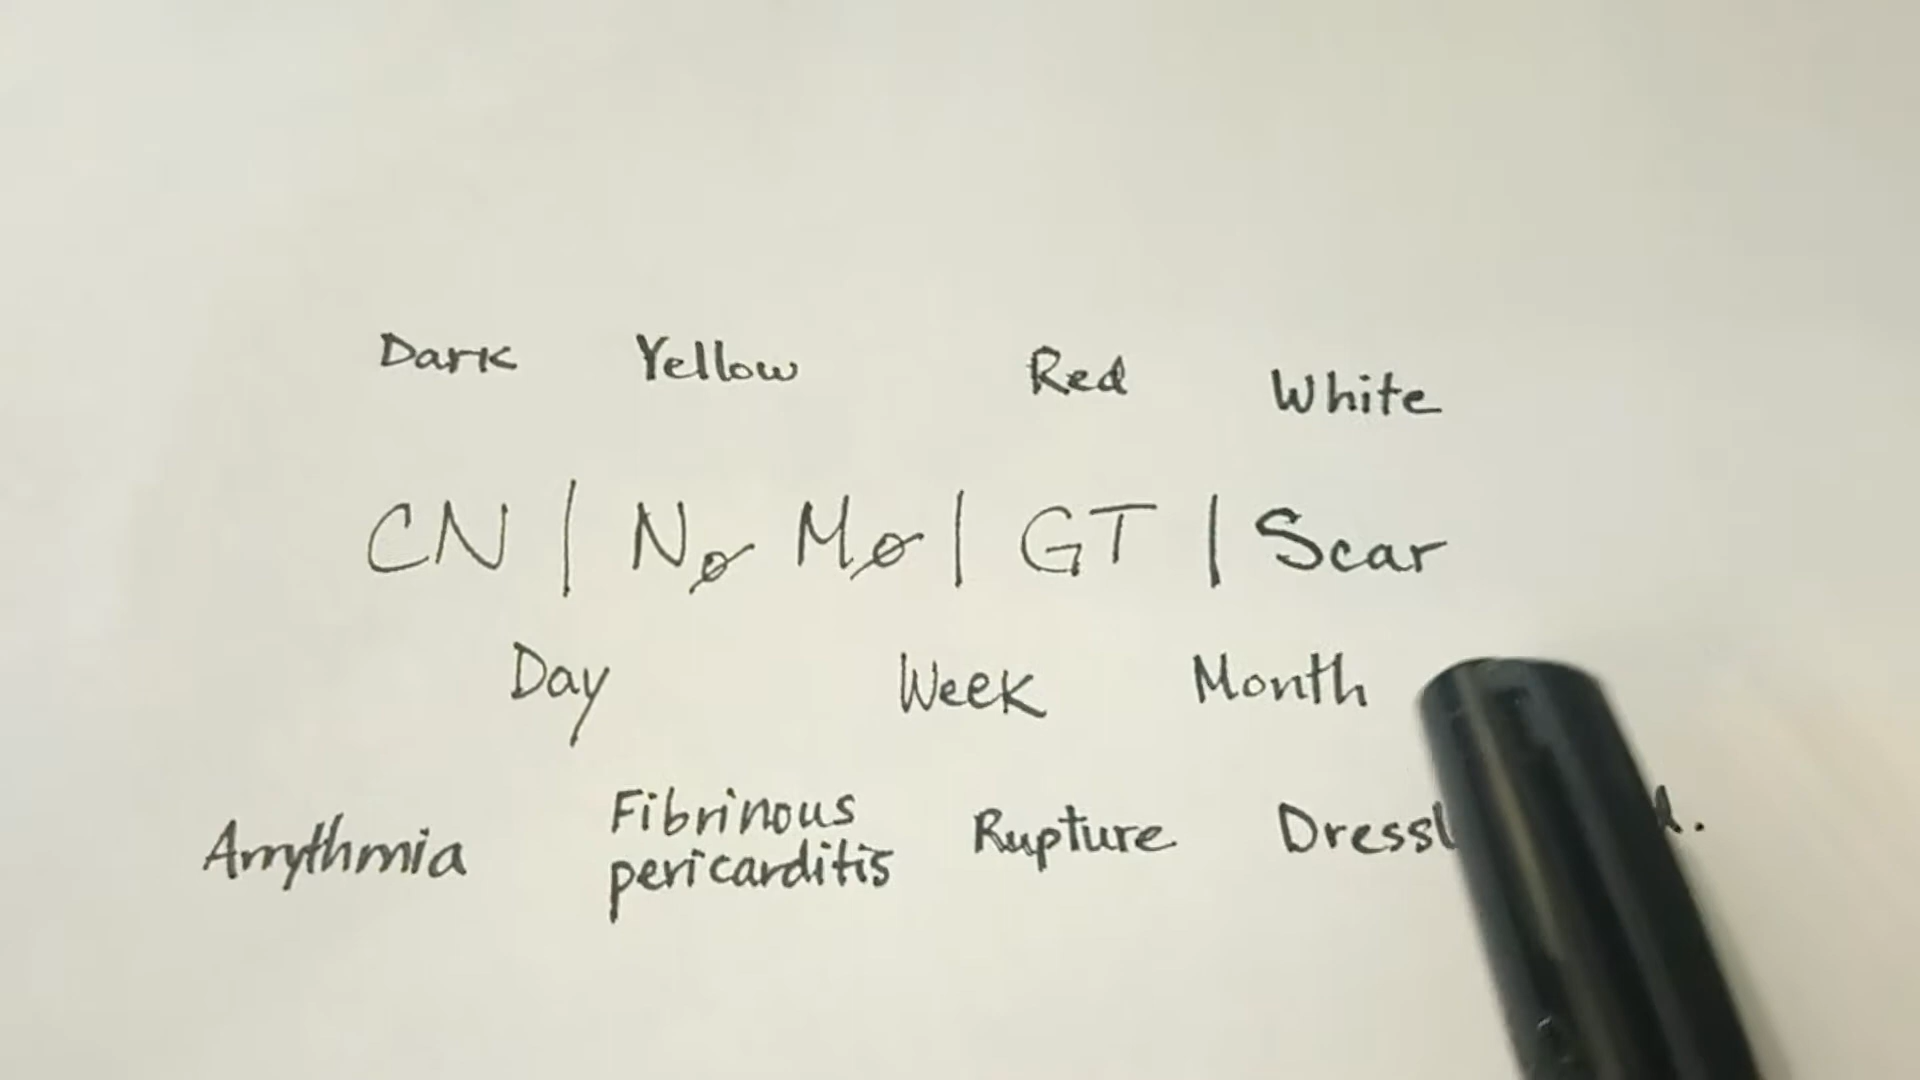 Dark Yellow Red White
CN | Nø Mø | GT | Scar
Day Week Month
Arrythmia Fibrinous pericarditis Rupture